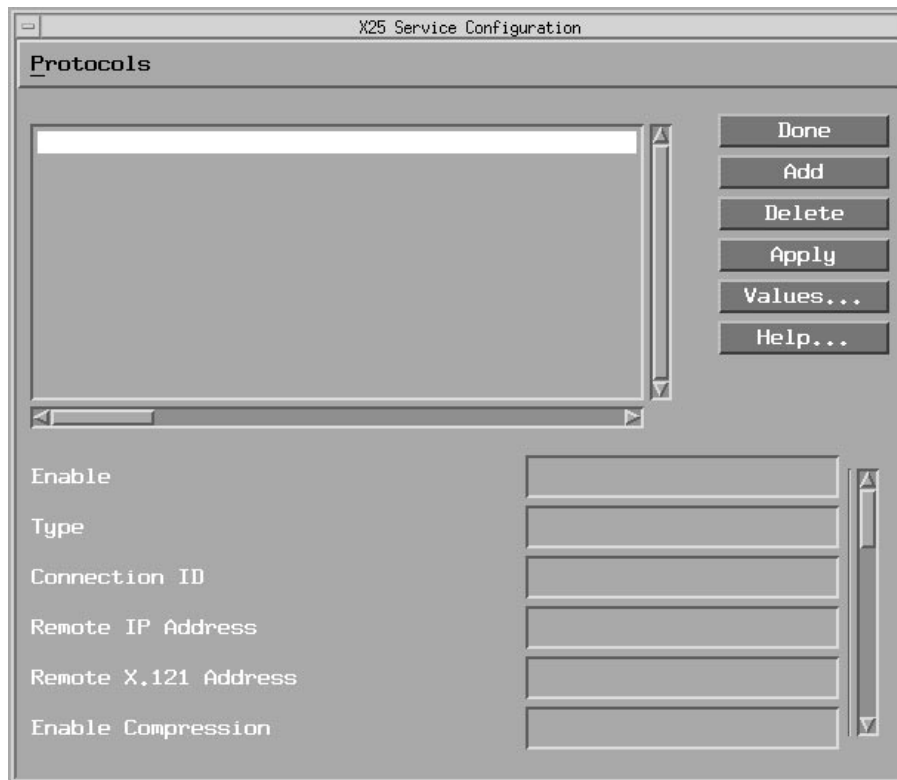 X25 Service Configuration
Protocols
Done
Add
Delete
Apply
Values...
Help...
Enable
Type
Connection ID
Remote IP Address
Remote X.121 Address
Enable Compression